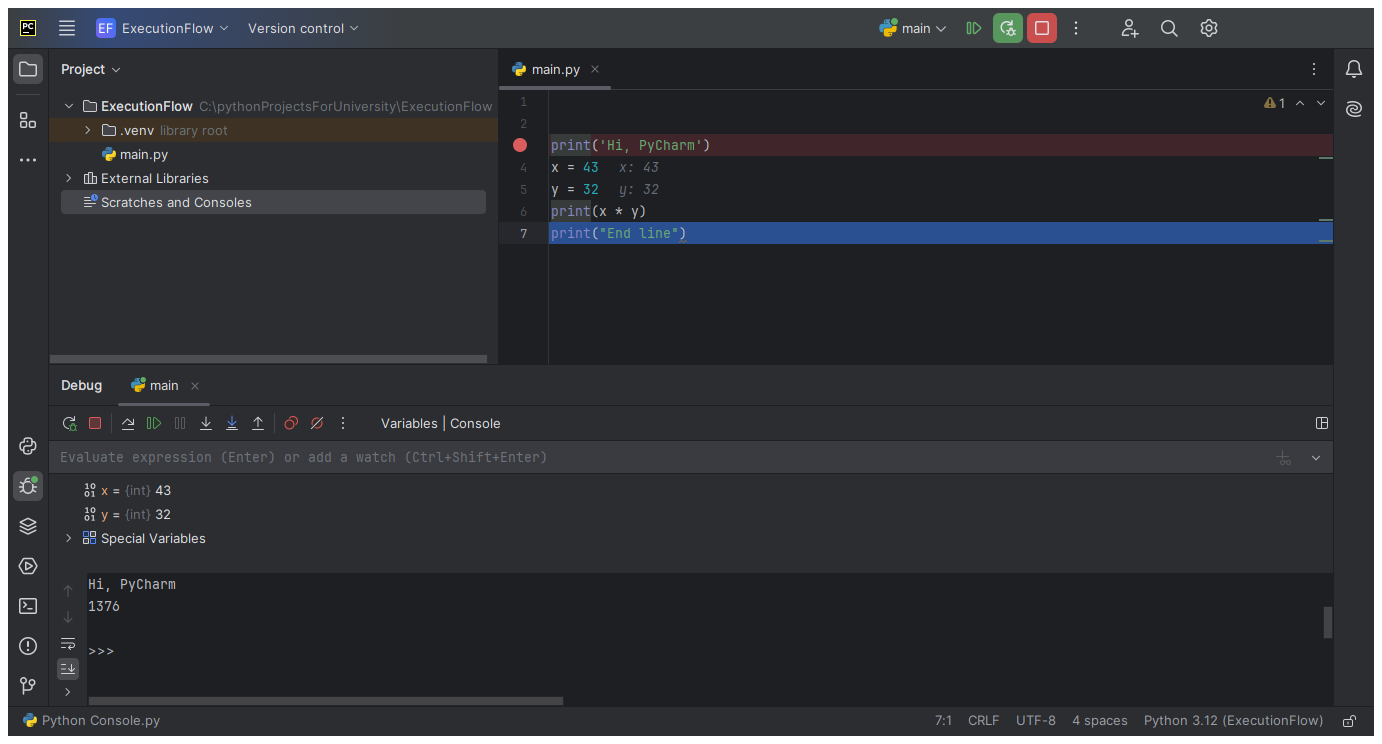 PC EF ExecutionFlow Version control main
Project main.py
ExecutionFlow C:\pythonProjectsForUniversity\ExecutionFlow
.venv library root
main.py
External Libraries
Scratches and Consoles
1 1
2
print('Hi, PyCharm')
4 x = 43 x: 43
5 y = 32 y: 32
6 print(x * y)
7 print("End line")
Debug main
Variables | Console
Evaluate expression (Enter) or add a watch (Ctrl+Shift+Enter)
10 01 x = {int} 43
10 01 y = {int} 32
Special Variables
Hi, PyCharm
1376
>>>
Python Console.py 7:1 CRLF UTF-8 4 spaces Python 3.12 (ExecutionFlow)